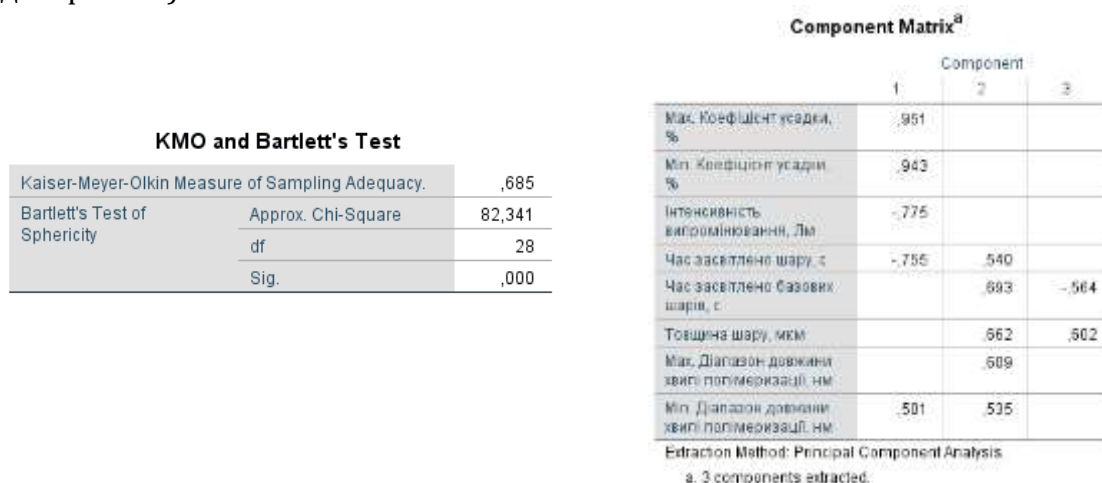 KMO and Bartlett's Test
Kaiser-Meyer-Olkin Measure of Sampling Adequacy. ,685
Bartlett's Test of Sphericity Approx. Chi-Square 82,341
df 28
Sig. ,000
Component Matrixa
Component
1 2 3
Max. Коефіцієнт усадки, % ,951
Min. Коефіцієнт усадки, % ,943
Інтенсивність випромінювання, Лм -,775
Час засвітлено шару, с -,755 ,540
Час засвітлено базових шарів, с ,693 -,564
Товщина шару, мкм ,662 ,602
Max. Діапазон довжини хвилі полімеризації, нм ,609
Min. Діапазон довжини хвилі полімеризації, нм ,501 ,535
Extraction Method: Principal Component Analysis.
a. 3 components extracted.